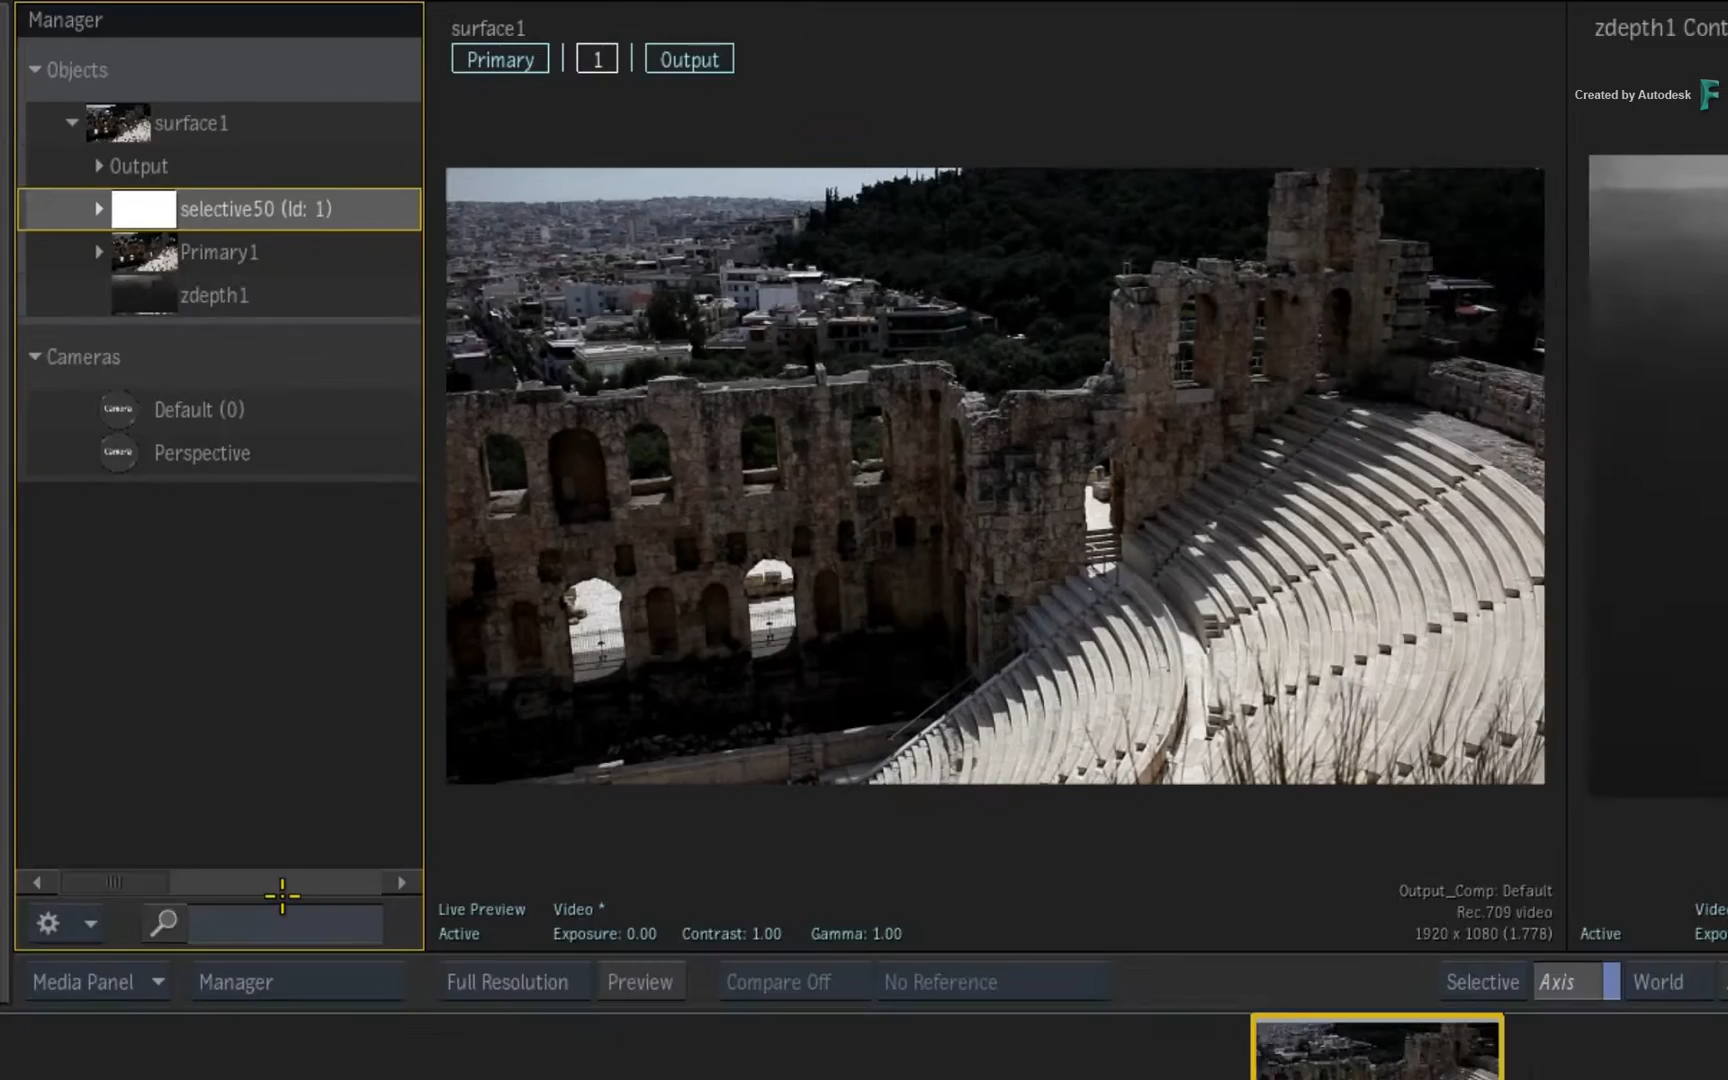 Manager
Objects
surface1
Output
selective50 (Id: 1)
Primary1
zdepth1
Cameras
Camera Default (0)
Camera Perspective
surface1
Primary | 1 | Output
Live Preview Video *
Active Exposure: 0.00 Contrast: 1.00 Gamma: 1.00
Output_Comp: Default
Rec.709 video
1920 x 1080 (1.778)
zdepth1 Cont
Created by Autodesk
Vide
Active Expo
Media Panel Manager Full Resolution Preview Compare Off No Reference Selective Axis World